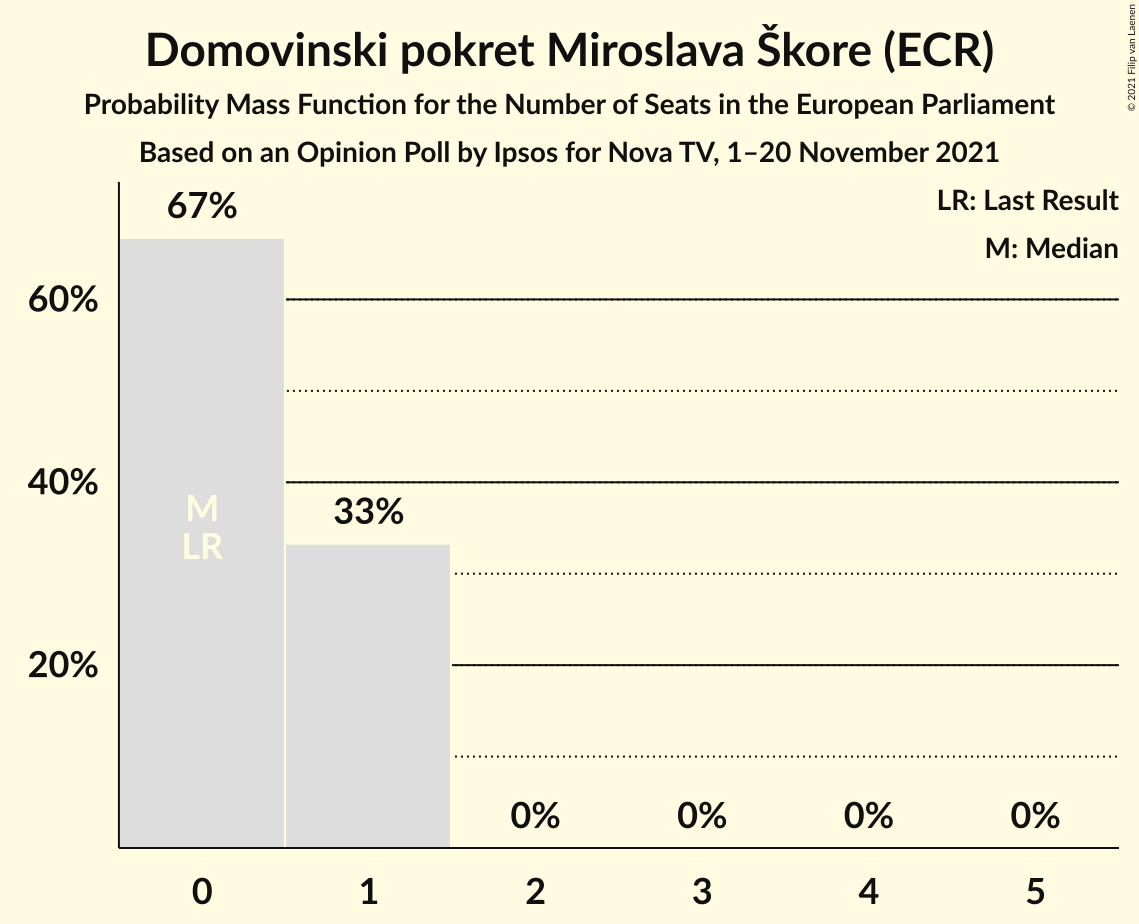 Domovinski pokret Miroslava Škore (ECR)
Probability Mass Function for the Number of Seats in the European Parliament
Based on an Opinion Poll by Ipsos for Nova TV, 1–20 November 2021
© 2021 Filip van Laenen
LR: Last Result
M: Median
67%
60%
40%
33%
M
LR
20%
0% 0% 0% 0%
0 1 2 3 4 5